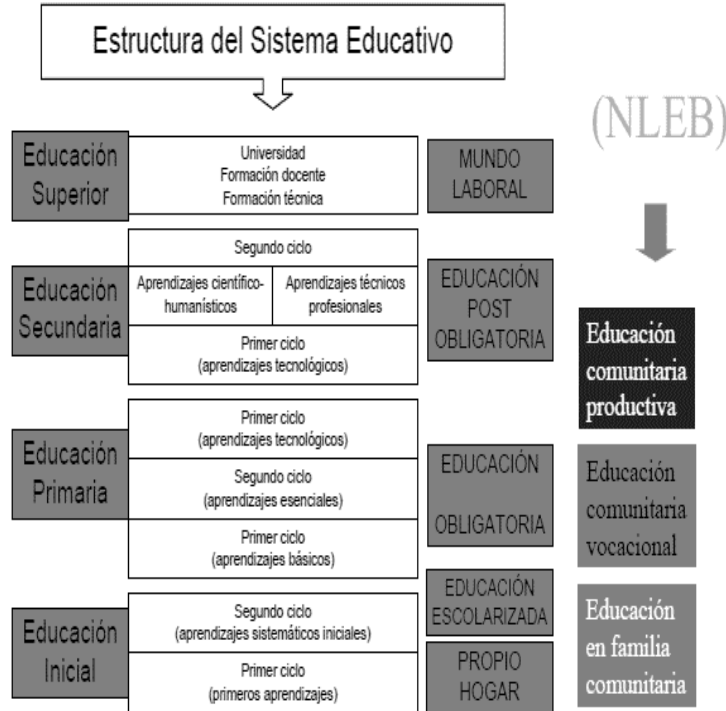 Estructura del Sistema Educativo
(NLEB)
Educación
Superior
Universidad
Formación docente
Formación técnica
MUNDO
LABORAL
Educación
Secundaria
Segundo ciclo
Aprendizajes científico-
humanísticos
Aprendizajes técnicos
profesionales
Primer ciclo
(aprendizajes tecnológicos)
EDUCACIÓN
POST
OBLIGATORIA
Educación
comunitaria
productiva
Educación
Primaria
Primer ciclo
(aprendizajes tecnológicos)
Segundo ciclo
(aprendizajes esenciales)
Primer ciclo
(aprendizajes básicos)
EDUCACIÓN
OBLIGATORIA
Educación
comunitaria
vocacional
Educación
Inicial
Segundo ciclo
(aprendizajes sistemáticos iniciales)
Primer ciclo
(primeros aprendizajes)
EDUCACIÓN
ESCOLARIZADA
PROPIO
HOGAR
Educación
en familia
comunitaria